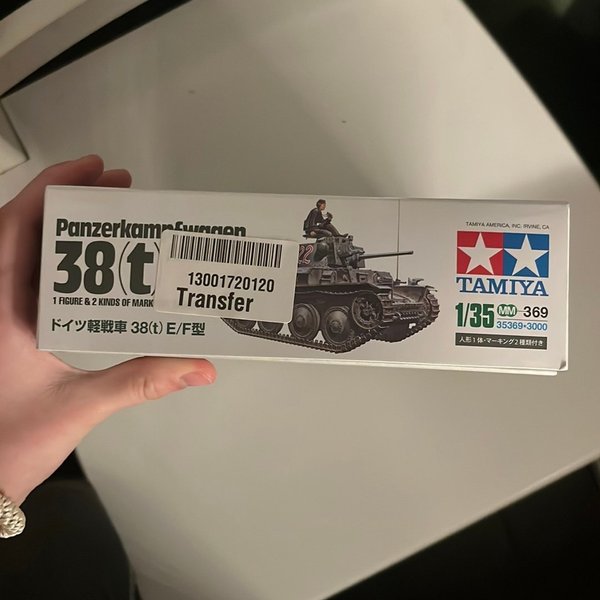 Panzerkampfwagen
38(t)
1 FIGURE & 2 KINDS OF MARK
ドイツ軽戦車 38(t) E/F型
13001720120
Transfer
TAMIYA AMERICA, INC. IRVINE, CA
TAMIYA
1/35 MM 369
35369•3000
人形1体・マーキング2種類付き